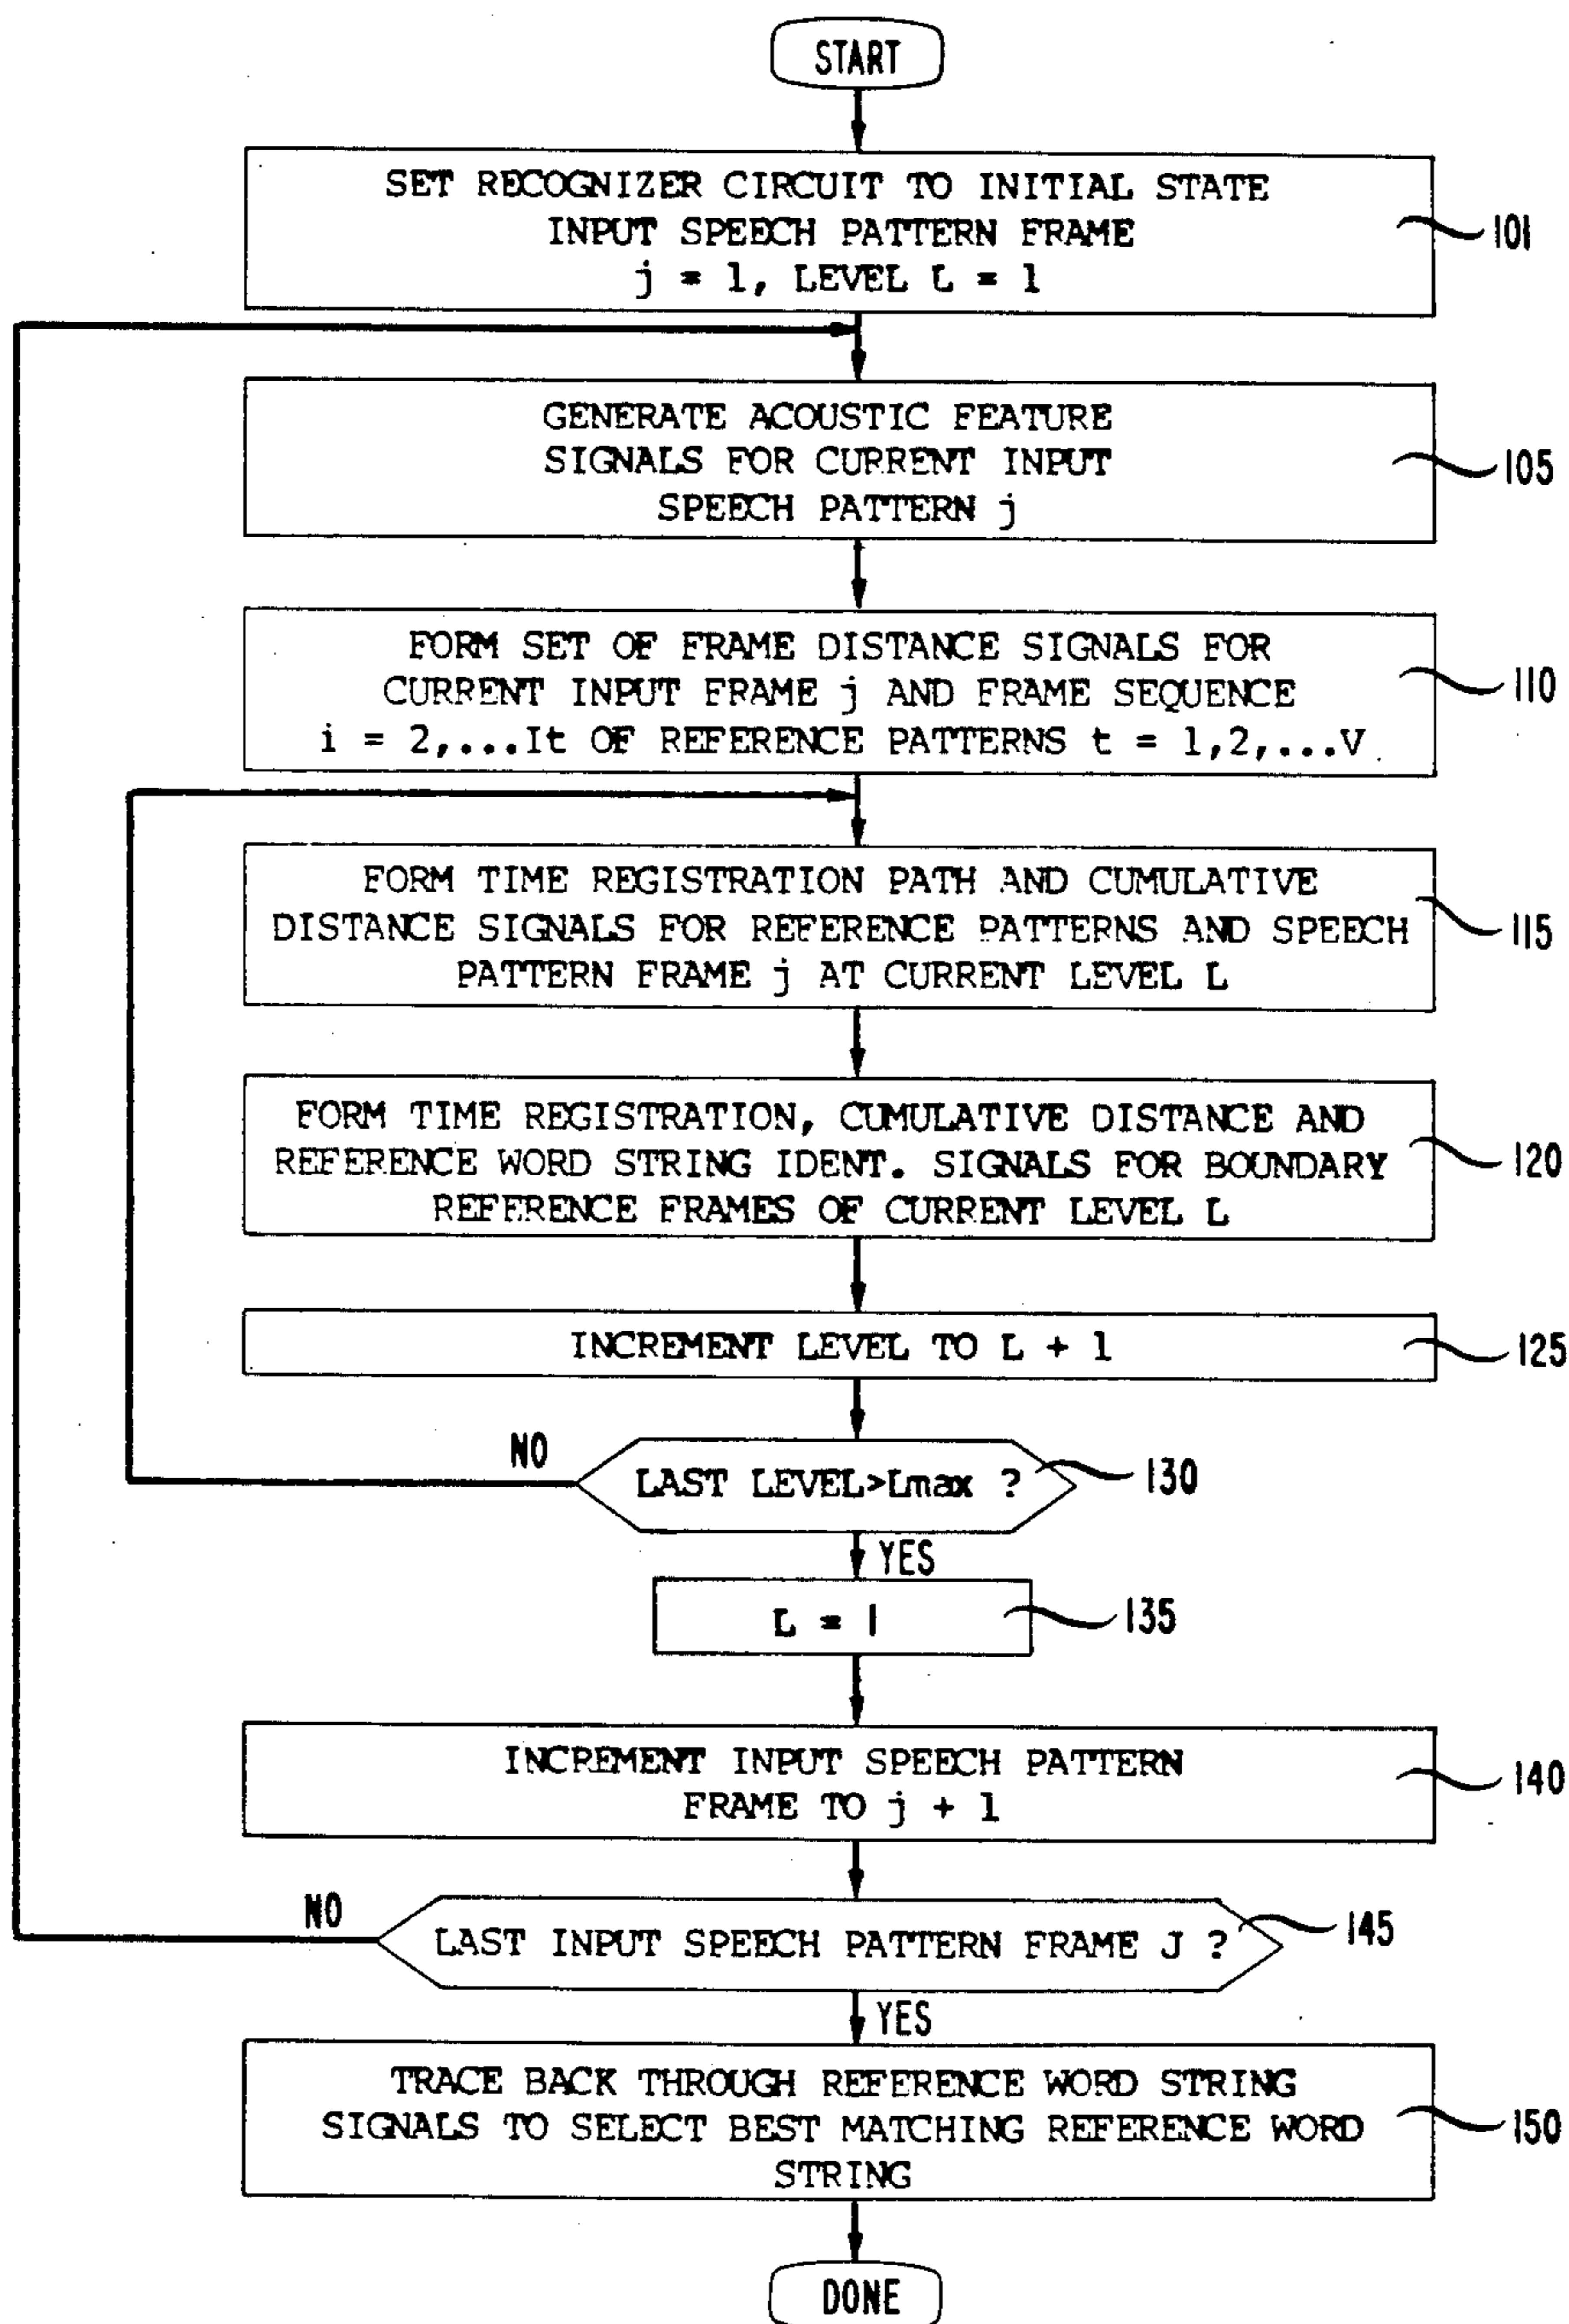 START
SET RECOGNIZER CIRCUIT TO INITIAL STATE
INPUT SPEECH PATTERN FRAME
j = 1, LEVEL L = 1
101
GENERATE ACOUSTIC FEATURE
SIGNALS FOR CURRENT INPUT
SPEECH PATTERN j
105
FORM SET OF FRAME DISTANCE SIGNALS FOR
CURRENT INPUT FRAME j AND FRAME SEQUENCE
i = 2,...It OF REFERENCE PATTERNS t = 1,2,...V
110
FORM TIME REGISTRATION PATH AND CUMULATIVE
DISTANCE SIGNALS FOR REFERENCE PATTERNS AND SPEECH
PATTERN FRAME j AT CURRENT LEVEL L
115
FORM TIME REGISTRATION, CUMULATIVE DISTANCE AND
REFERENCE WORD STRING IDENT. SIGNALS FOR BOUNDARY
REFERENCE FRAMES OF CURRENT LEVEL L
120
INCREMENT LEVEL TO L + 1
125
NO
LAST LEVEL>Lmax ?
130
YES
L = 1
135
INCREMENT INPUT SPEECH PATTERN
FRAME TO j + 1
140
NO
LAST INPUT SPEECH PATTERN FRAME J ?
145
YES
TRACE BACK THROUGH REFERENCE WORD STRING
SIGNALS TO SELECT BEST MATCHING REFERENCE WORD
STRING
150
DONE